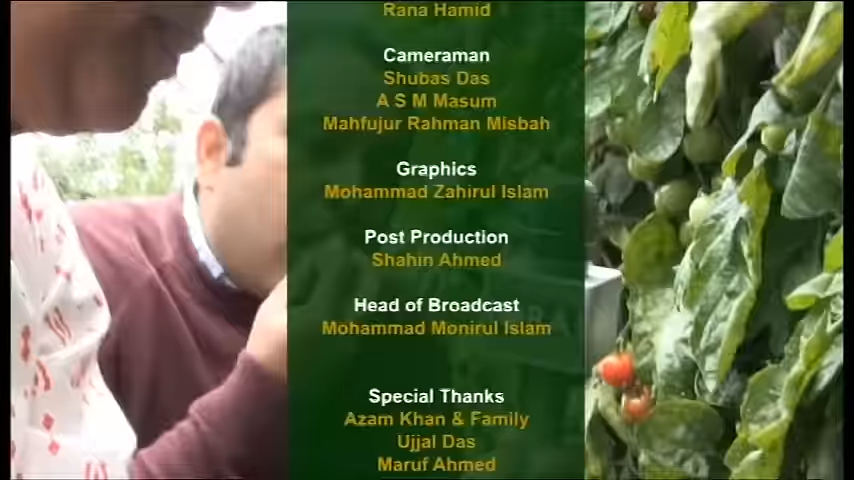 Rana Hamid
Cameraman
Shubas Das
A S M Masum
Mahfujur Rahman Misbah
Graphics
Mohammad Zahirul Islam
Post Production
Shahin Ahmed
Head of Broadcast
Mohammad Monirul Islam
Special Thanks
Azam Khan & Family
Ujjal Das
Maruf Ahmed